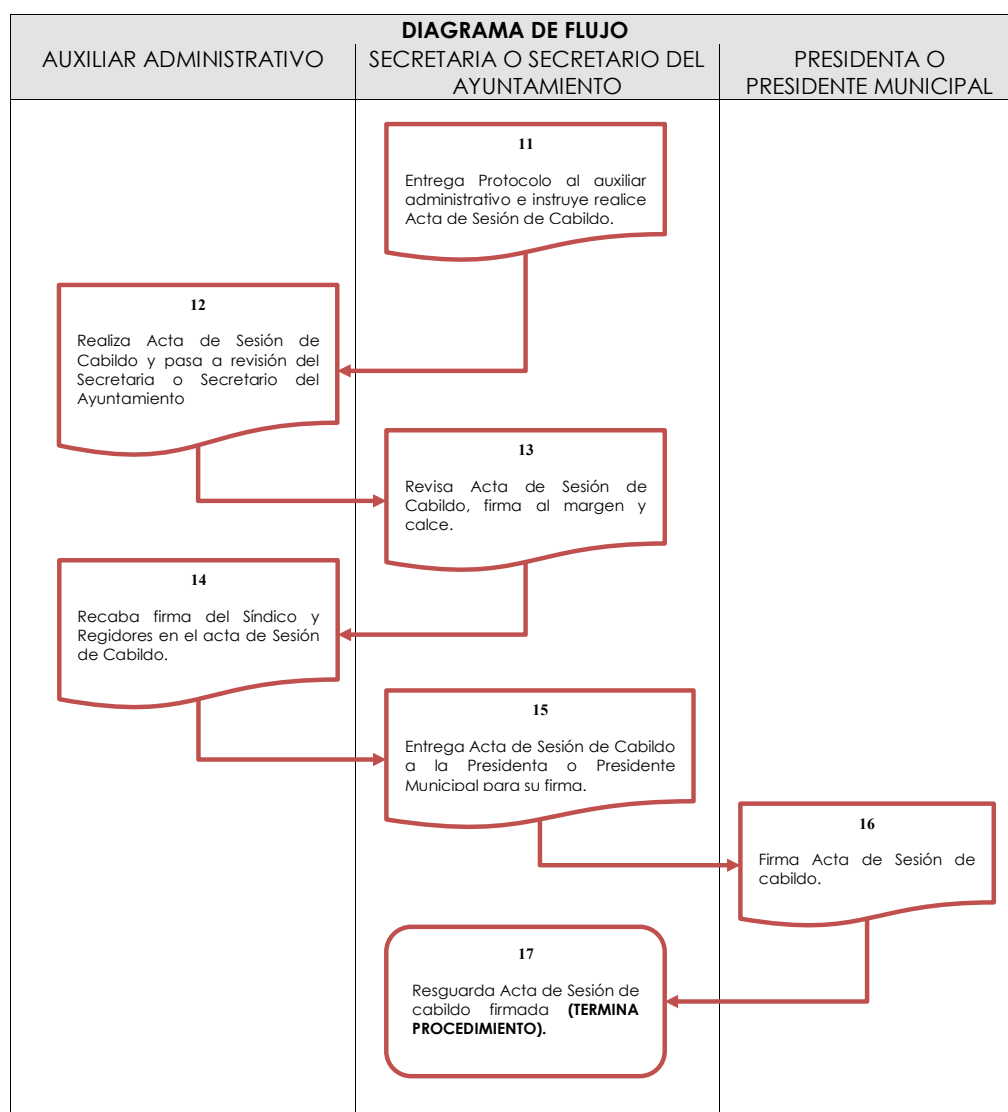 DIAGRAMA DE FLUJO
AUXILIAR ADMINISTRATIVO
SECRETARIA O SECRETARIO DEL
AYUNTAMIENTO
PRESIDENTA O
PRESIDENTE MUNICIPAL
11
Entrega Protocolo al auxiliar
administrativo e instruye realice
Acta de Sesión de Cabildo.
12
Realiza Acta de Sesión de
Cabildo y pasa a revisión del
Secretaria o Secretario del
Ayuntamiento
13
Revisa Acta de Sesión de
Cabildo, firma al margen y
calce.
14
Recaba firma del Síndico y
Regidores en el acta de Sesión
de Cabildo.
15
Entrega Acta de Sesión de Cabildo
a la Presidenta o Presidente
Municipal para su firma.
16
Firma Acta de Sesión de
cabildo.
17
Resguarda Acta de Sesión de
cabildo firmada (TERMINA
PROCEDIMIENTO).